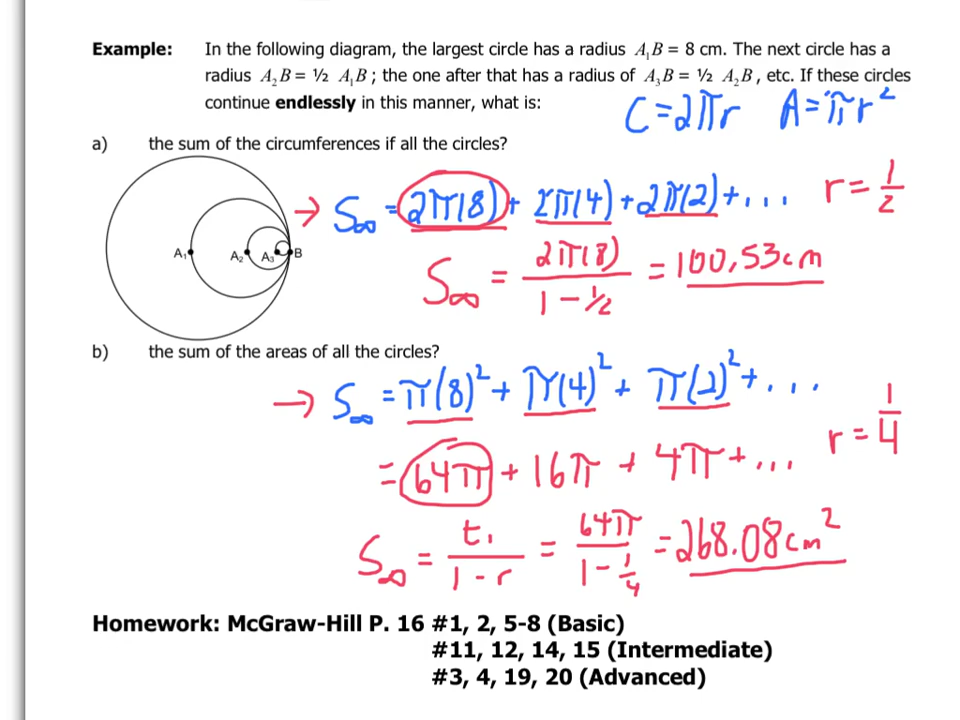 Example: In the following diagram, the largest circle has a radius A₁B = 8 cm. The next circle has a
radius A₂B = ½ A₁B ; the one after that has a radius of A₃B = ½ A₂B , etc. If these circles
continue endlessly in this manner, what is:
C=2πr A=πr²
a) the sum of the circumferences if all the circles?
→ S∞ = 2π(8) + 2π(4) + 2π(2) + ... r = 1/2
A₁ A₂ A₃ B
S∞ = 2π(8) / (1 - ½) = 100,53cm
b) the sum of the areas of all the circles?
→ S∞ = π(8)² + π(4)² + π(2)² + ...
r = 1/4
= 64π + 16π + 4π + ...
S∞ = t₁ / (1 - r) = 64π / (1 - 1/4) = 268.08cm²
Homework: McGraw-Hill P. 16 #1, 2, 5-8 (Basic)
#11, 12, 14, 15 (Intermediate)
#3, 4, 19, 20 (Advanced)